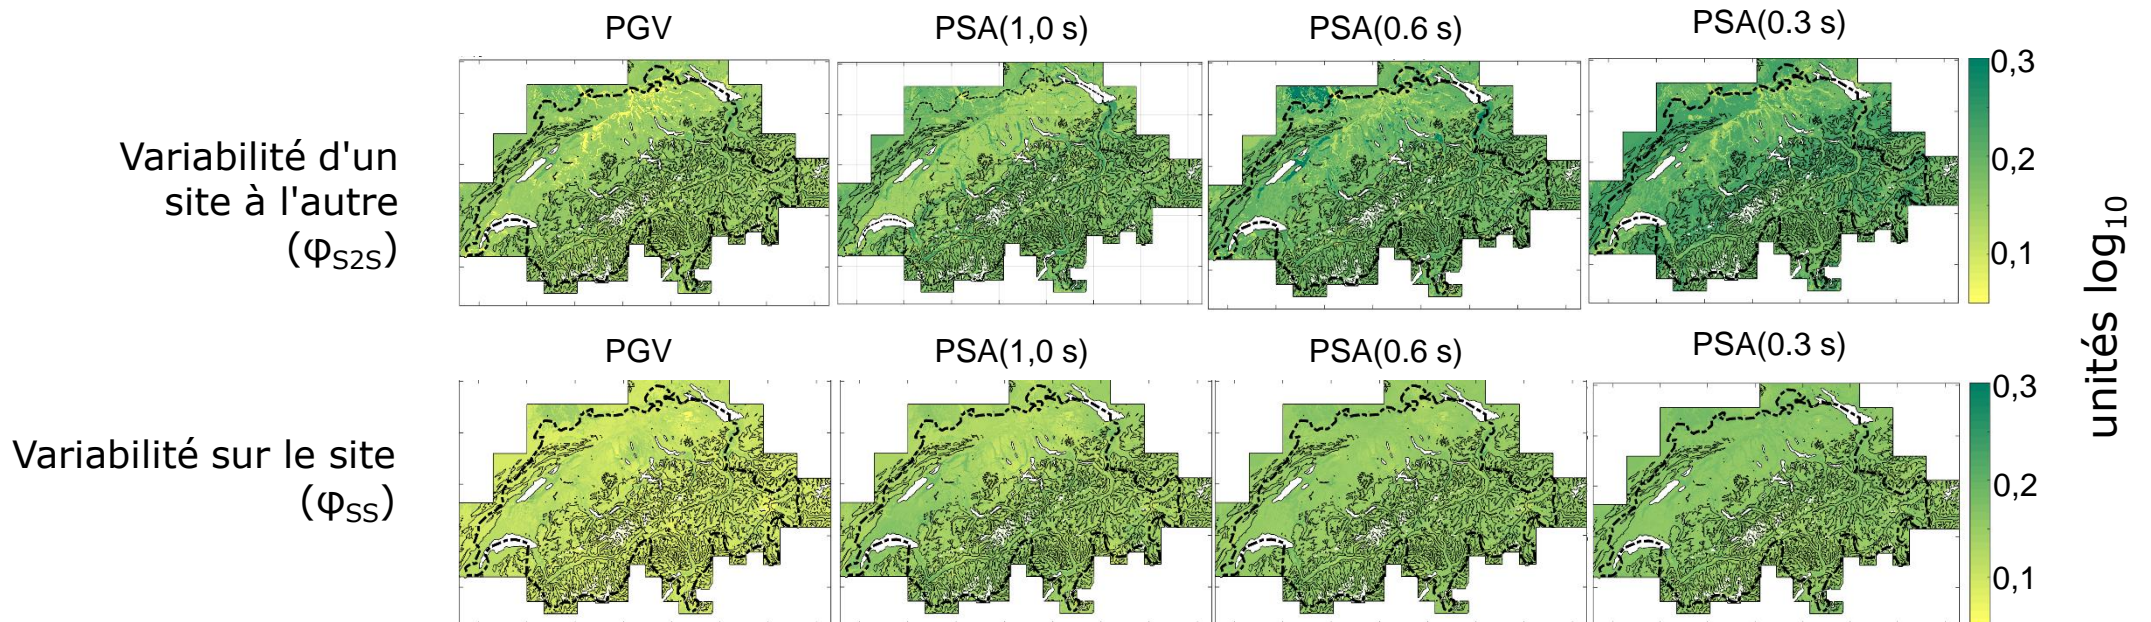 PGV
PSA(1,0 s)
PSA(0.6 s)
PSA(0.3 s)
Variabilité d'un
site à l'autre
(φS2S)
0,3
0,2
0,1
PGV
PSA(1,0 s)
PSA(0.6 s)
PSA(0.3 s)
Variabilité sur le site
(φSS)
0,3
0,2
0,1
unités log10